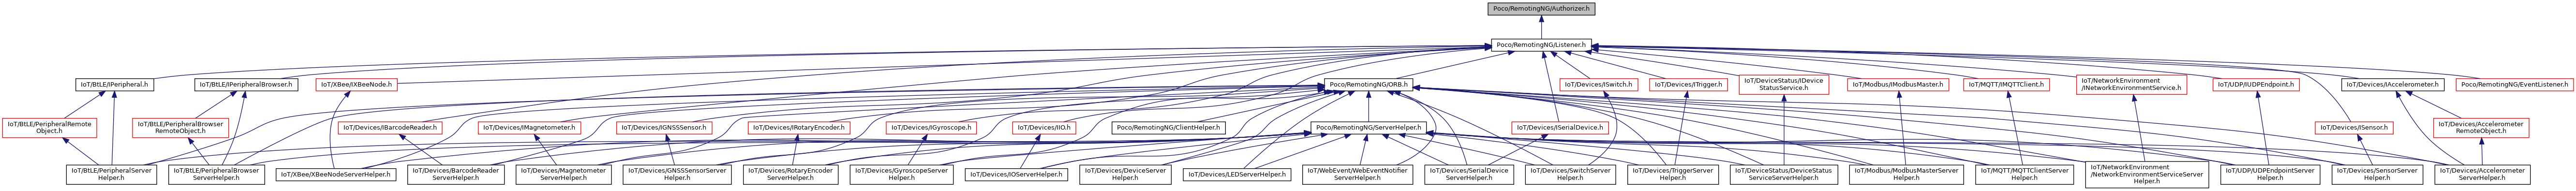 Poco/RemotingNG/Authorizer.h
Poco/RemotingNG/Listener.h
IoT/BtLE/IPeripheral.h
IoT/BtLE/IPeripheralBrowser.h
IoT/XBee/IXBeeNode.h
Poco/RemotingNG/ORB.h
IoT/Devices/ISwitch.h
IoT/Devices/ITrigger.h
IoT/DeviceStatus/IDevice
StatusService.h
IoT/Modbus/IModbusMaster.h
IoT/MQTT/IMQTTClient.h
IoT/NetworkEnvironment
/INetworkEnvironmentService.h
IoT/UDP/IUDPEndpoint.h
IoT/Devices/IAccelerometer.h
Poco/RemotingNG/EventListener.h
IoT/BtLE/PeripheralRemote
Object.h
IoT/BtLE/PeripheralBrowser
RemoteObject.h
IoT/Devices/IBarcodeReader.h
IoT/Devices/IMagnetometer.h
IoT/Devices/IGNSSSensor.h
IoT/Devices/IRotaryEncoder.h
IoT/Devices/IGyroscope.h
IoT/Devices/IIO.h
Poco/RemotingNG/ClientHelper.h
Poco/RemotingNG/ServerHelper.h
IoT/Devices/ISerialDevice.h
IoT/Devices/ISensor.h
IoT/Devices/Accelerometer
RemoteObject.h
IoT/BtLE/PeripheralServer
Helper.h
IoT/BtLE/PeripheralBrowser
ServerHelper.h
IoT/XBee/XBeeNodeServerHelper.h
IoT/Devices/BarcodeReader
ServerHelper.h
IoT/Devices/Magnetometer
ServerHelper.h
IoT/Devices/GNSSSensorServer
Helper.h
IoT/Devices/RotaryEncoder
ServerHelper.h
IoT/Devices/GyroscopeServer
Helper.h
IoT/Devices/IOServerHelper.h
IoT/Devices/DeviceServer
Helper.h
IoT/Devices/LEDServerHelper.h
IoT/WebEvent/WebEventNotifier
ServerHelper.h
IoT/Devices/SerialDevice
ServerHelper.h
IoT/Devices/SwitchServer
Helper.h
IoT/Devices/TriggerServer
Helper.h
IoT/DeviceStatus/DeviceStatus
ServiceServerHelper.h
IoT/Modbus/ModbusMasterServer
Helper.h
IoT/MQTT/MQTTClientServer
Helper.h
IoT/NetworkEnvironment
/NetworkEnvironmentServiceServer
Helper.h
IoT/UDP/UDPEndpointServer
Helper.h
IoT/Devices/SensorServer
Helper.h
IoT/Devices/Accelerometer
ServerHelper.h